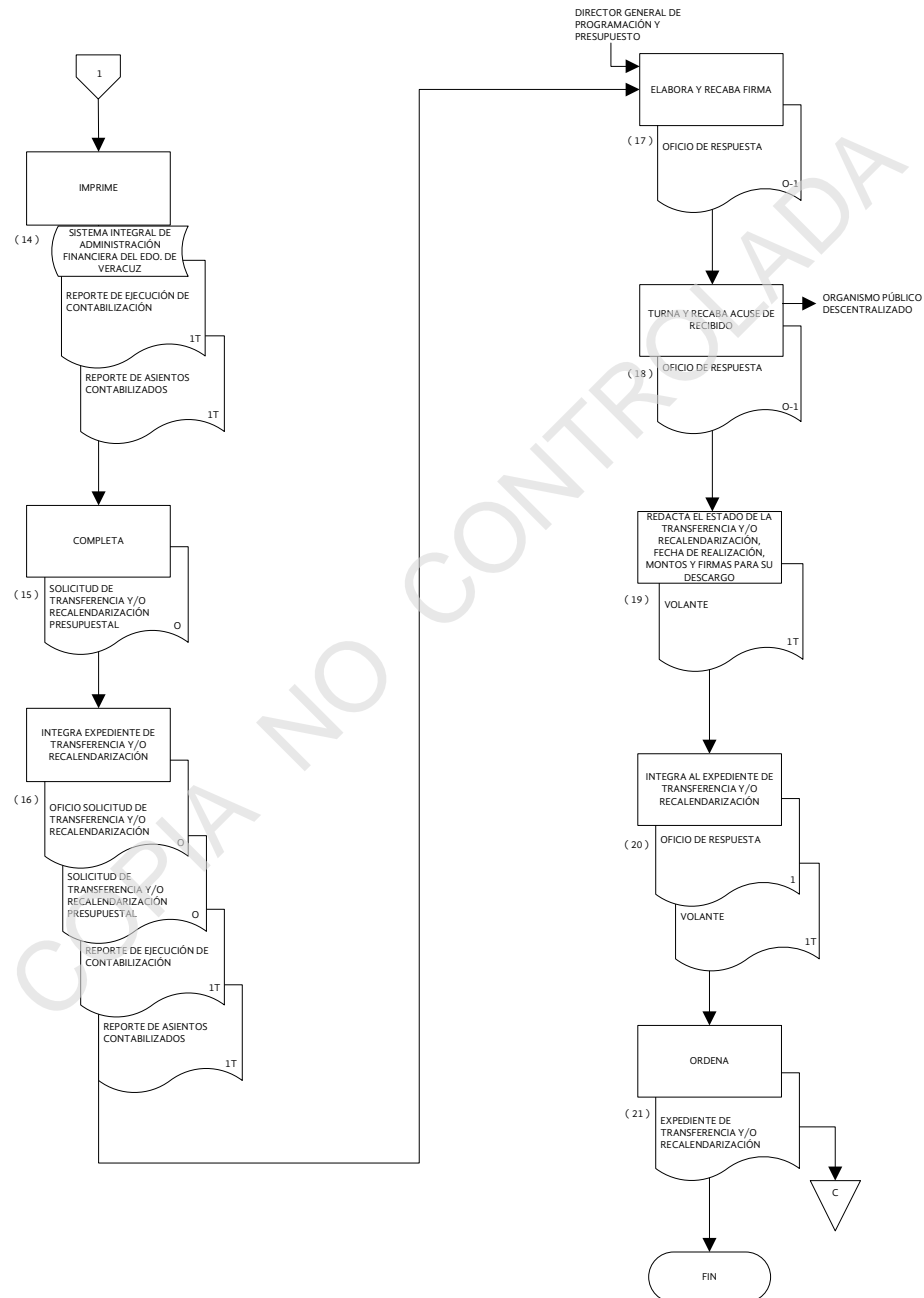 1
IMPRIME
( 14 )
SISTEMA INTEGRAL DE
ADMINISTRACIÓN
FINANCIERA DEL EDO. DE
VERACUZ
REPORTE DE EJECUCIÓN DE
CONTABILIZACIÓN
1T
REPORTE DE ASIENTOS
CONTABILIZADOS
1T
COMPLETA
( 15 )
SOLICITUD DE
TRANSFERENCIA Y/O
RECALENDARIZACIÓN
PRESUPUESTAL
O
INTEGRA EXPEDIENTE DE
TRANSFERENCIA Y/O
RECALENDARIZACIÓN
( 16 )
OFICIO SOLICITUD DE
TRANSFERENCIA Y/O
RECALENDARIZACIÓN
O
SOLICITUD DE
TRANSFERENCIA Y/O
RECALENDARIZACIÓN
PRESUPUESTAL
O
REPORTE DE EJECUCIÓN DE
CONTABILIZACIÓN
1T
REPORTE DE ASIENTOS
CONTABILIZADOS
1T
DIRECTOR GENERAL DE
PROGRAMACIÓN Y
PRESUPUESTO
ELABORA Y RECABA FIRMA
( 17 )
OFICIO DE RESPUESTA
O-1
TURNA Y RECABA ACUSE DE
RECIBIDO
ORGANISMO PÚBLICO
DESCENTRALIZADO
( 18 )
OFICIO DE RESPUESTA
O-1
REDACTA EL ESTADO DE LA
TRANSFERENCIA Y/O
RECALENDARIZACIÓN,
FECHA DE REALIZACIÓN,
MONTOS Y FIRMAS PARA SU
DESCARGO
( 19 )
VOLANTE
1T
INTEGRA AL EXPEDIENTE DE
TRANSFERENCIA Y/O
RECALENDARIZACIÓN
( 20 )
OFICIO DE RESPUESTA
1
VOLANTE
1T
ORDENA
( 21 )
EXPEDIENTE DE
TRANSFERENCIA Y/O
RECALENDARIZACIÓN
C
FIN
COPIA NO CONTROLADA